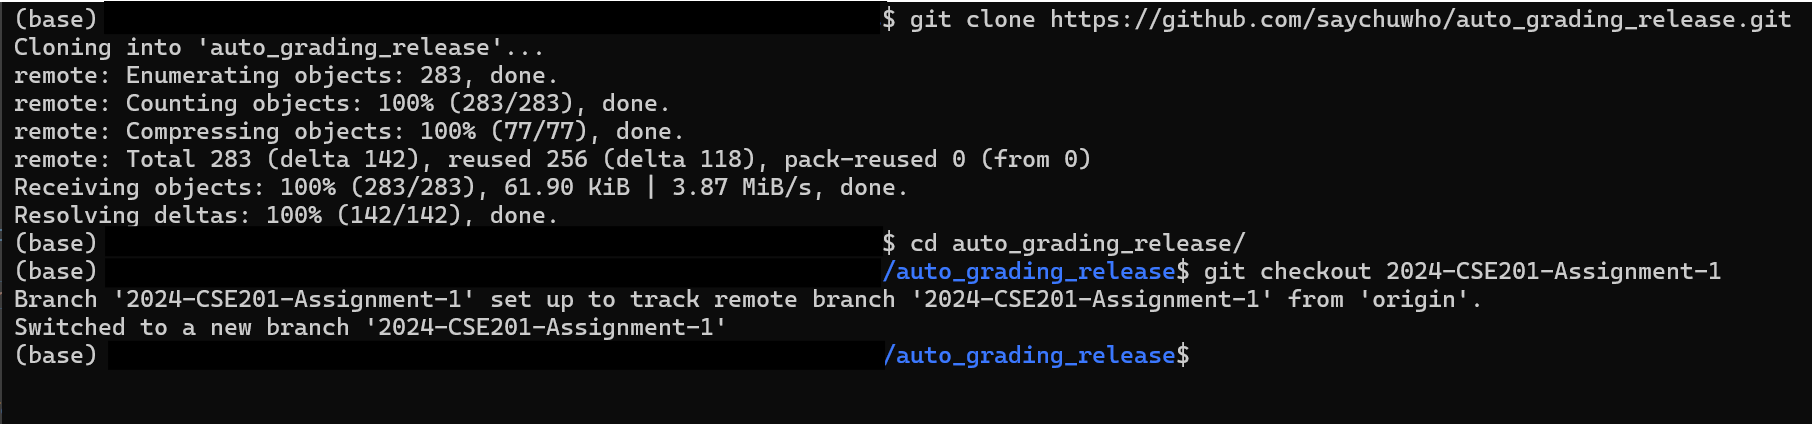 (base) $ git clone https://github.com/saychuwho/auto_grading_release.git
Cloning into 'auto_grading_release'...
remote: Enumerating objects: 283, done.
remote: Counting objects: 100% (283/283), done.
remote: Compressing objects: 100% (77/77), done.
remote: Total 283 (delta 142), reused 256 (delta 118), pack-reused 0 (from 0)
Receiving objects: 100% (283/283), 61.90 KiB | 3.87 MiB/s, done.
Resolving deltas: 100% (142/142), done.
(base) $ cd auto_grading_release/
(base) /auto_grading_release$ git checkout 2024-CSE201-Assignment-1
Branch '2024-CSE201-Assignment-1' set up to track remote branch '2024-CSE201-Assignment-1' from 'origin'.
Switched to a new branch '2024-CSE201-Assignment-1'
(base) /auto_grading_release$